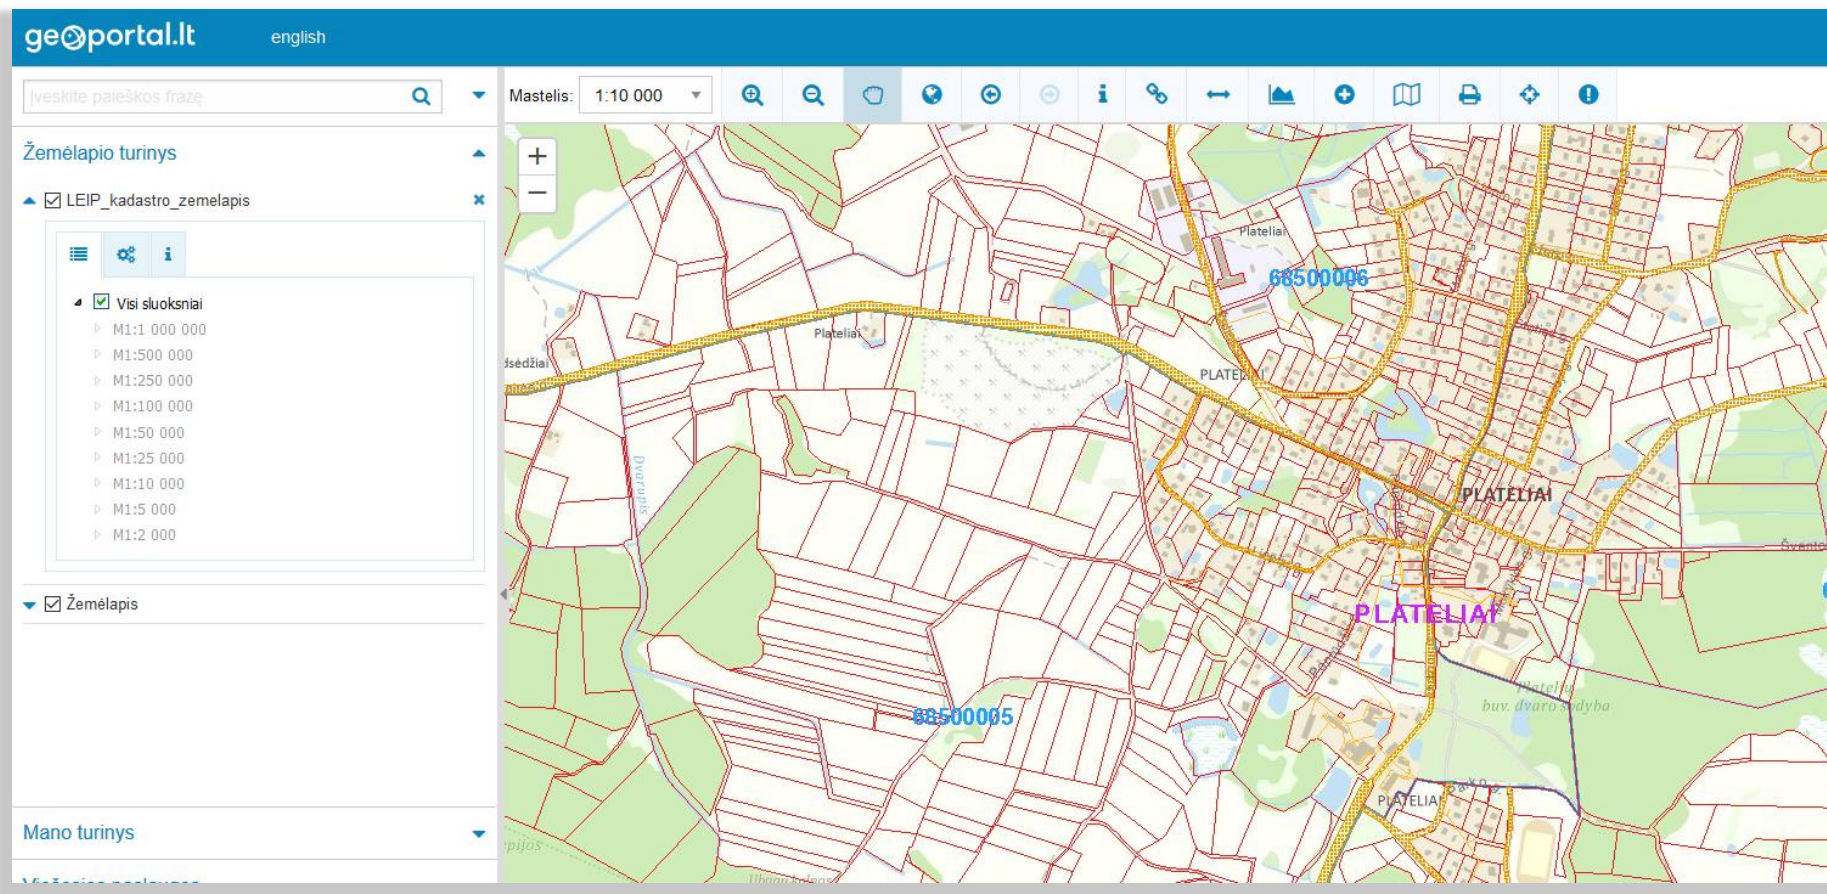 geoportal.lt
english
Įveskite paieškos frazę
Mastelis:
1:10 000
Žemėlapio turinys
LEIP_kadastro_zemelapis
Visi sluoksniai
M1:1 000 000
M1:500 000
M1:250 000
M1:100 000
M1:50 000
M1:25 000
M1:10 000
M1:5 000
M1:2 000
Žemėlapis
Mano turinys
+
−
Plateliai
68500006
Plateliai
PLATELIAI
Dvarupis
PLATELIAI
PLATELIAI
Platelių
buv. dvaro sodyba
68500005
PLATELIAI
Parko g.